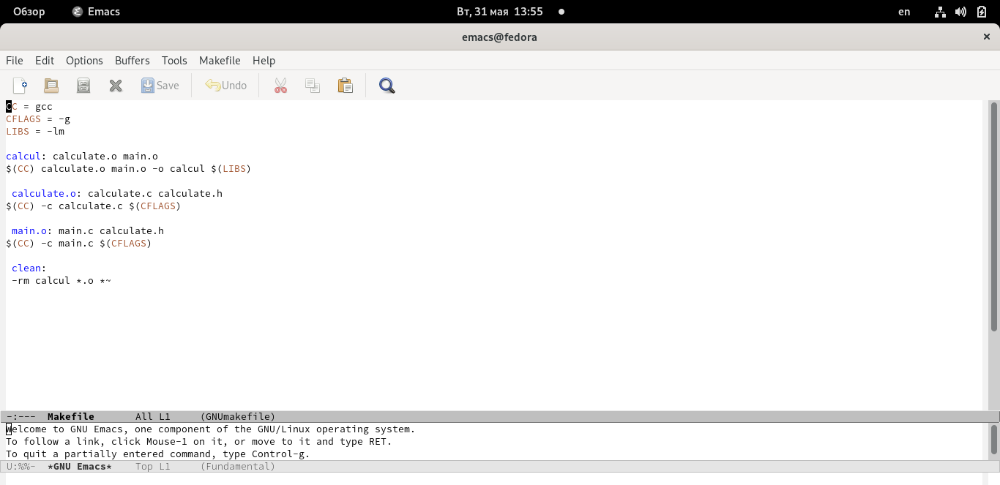 Обзор Emacs Вт, 31 мая 13:55 en
emacs@fedora
File Edit Options Buffers Tools Makefile Help
Save Undo
CC = gcc
CFLAGS = -g
LIBS = -lm
calcul: calculate.o main.o
$(CC) calculate.o main.o -o calcul $(LIBS)
calculate.o: calculate.c calculate.h
$(CC) -c calculate.c $(CFLAGS)
main.o: main.c calculate.h
$(CC) -c main.c $(CFLAGS)
clean:
-rm calcul *.o *~
-:--- Makefile All L1 (GNUmakefile)
Welcome to GNU Emacs, one component of the GNU/Linux operating system.
To follow a link, click Mouse-1 on it, or move to it and type RET.
To quit a partially entered command, type Control-g.
U:%%- *GNU Emacs* Top L1 (Fundamental)